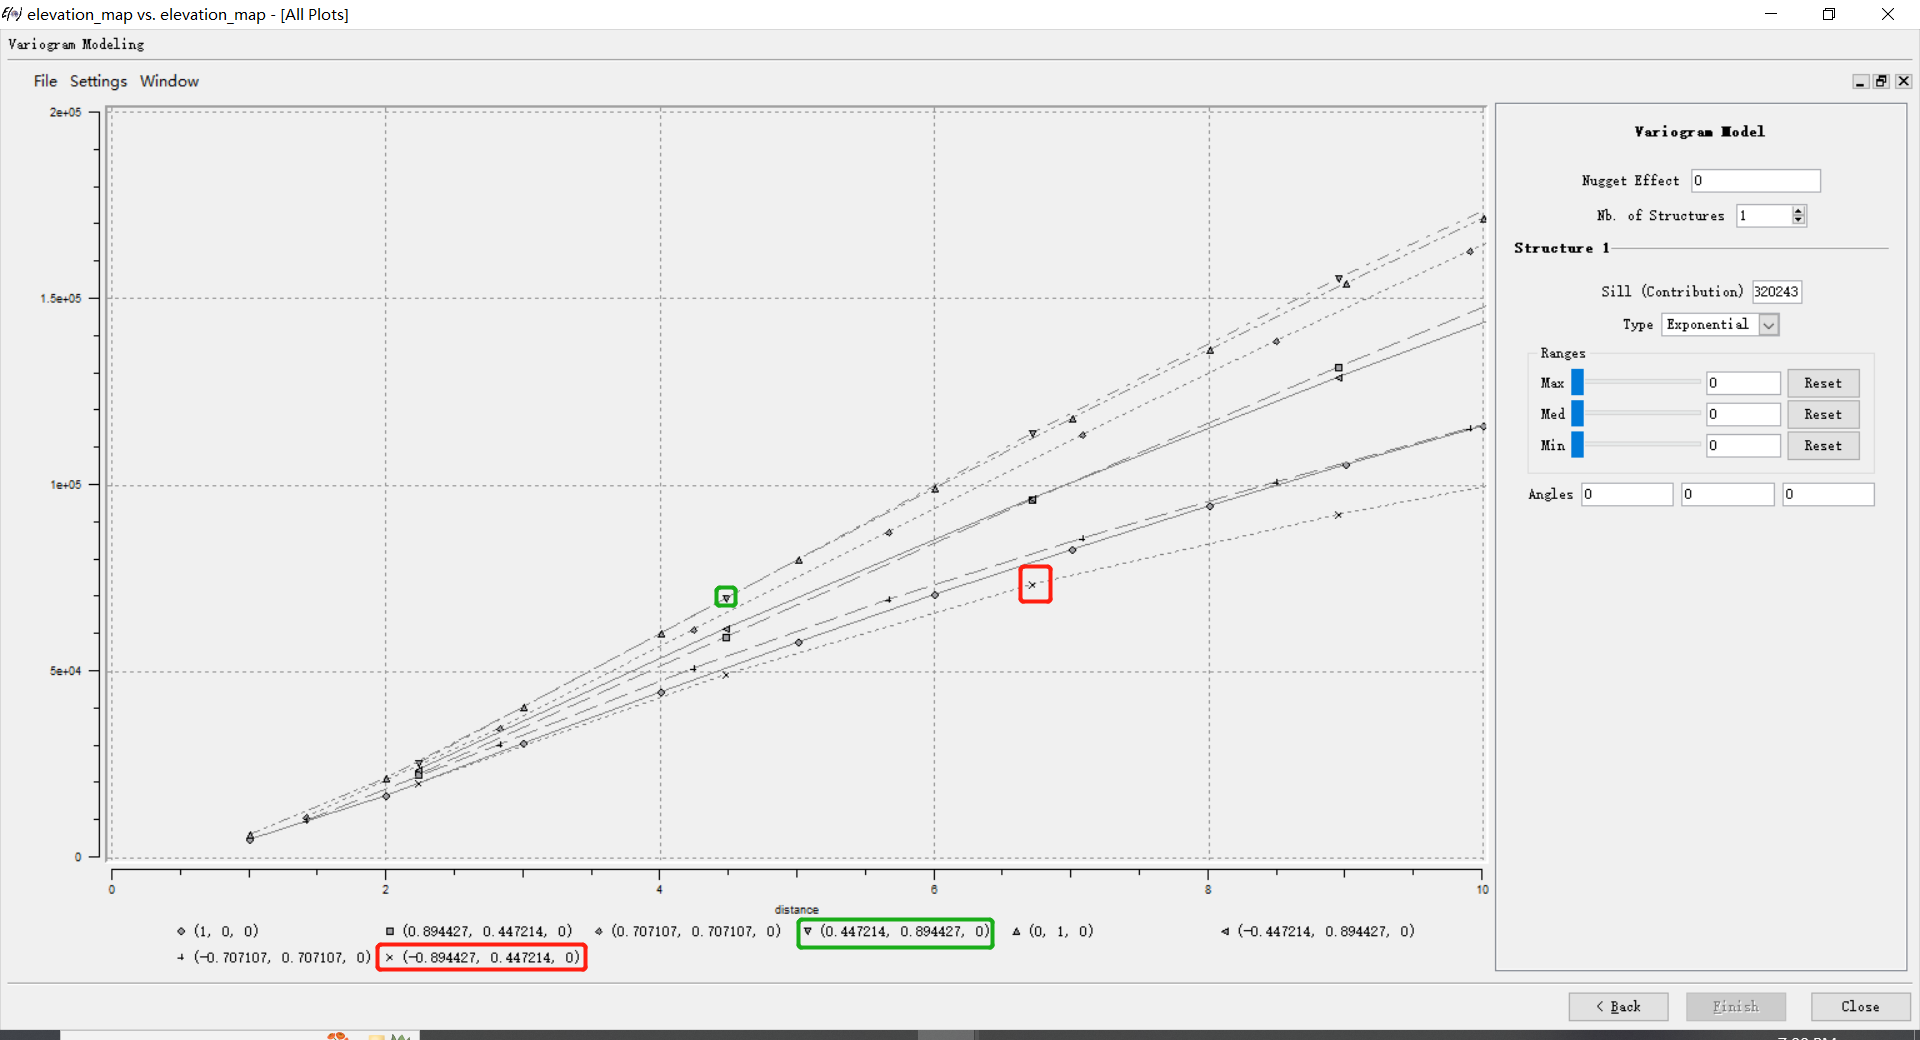 elevation_map vs. elevation_map - [All Plots]
Variogram Modeling
File Settings Window
2e+05
1.5e+05
1e+05
5e+04
0
0 2 4 6 8 10
distance
(1, 0, 0) (0.894427, 0.447214, 0) (0.707107, 0.707107, 0) (0.447214, 0.894427, 0) (0, 1, 0) (-0.447214, 0.894427, 0)
(-0.707107, 0.707107, 0) (-0.894427, 0.447214, 0)
Variogram Model
Nugget Effect 0
Nb. of Structures 1
Structure 1
Sill (Contribution) 320243
Type Exponential
Ranges
Max 0 Reset
Med 0 Reset
Min 0 Reset
Angles 0 0 0
< Back Finish Close